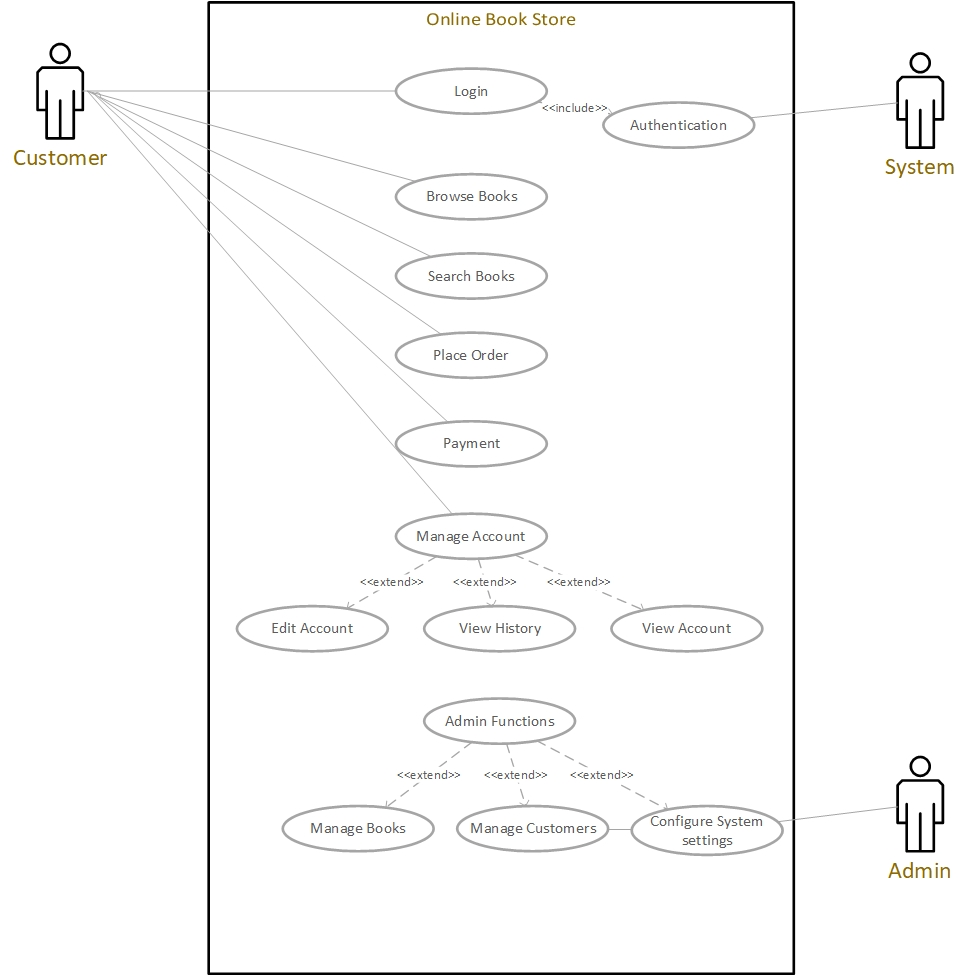 Online Book Store
Login
<<include>>
Authentication
Customer
System
Browse Books
Search Books
Place Order
Payment
Manage Account
<<extend>> <<extend>> <<extend>>
Edit Account View History View Account
Admin Functions
<<extend>> <<extend>> <<extend>>
Manage Books Manage Customers Configure System
settings
Admin